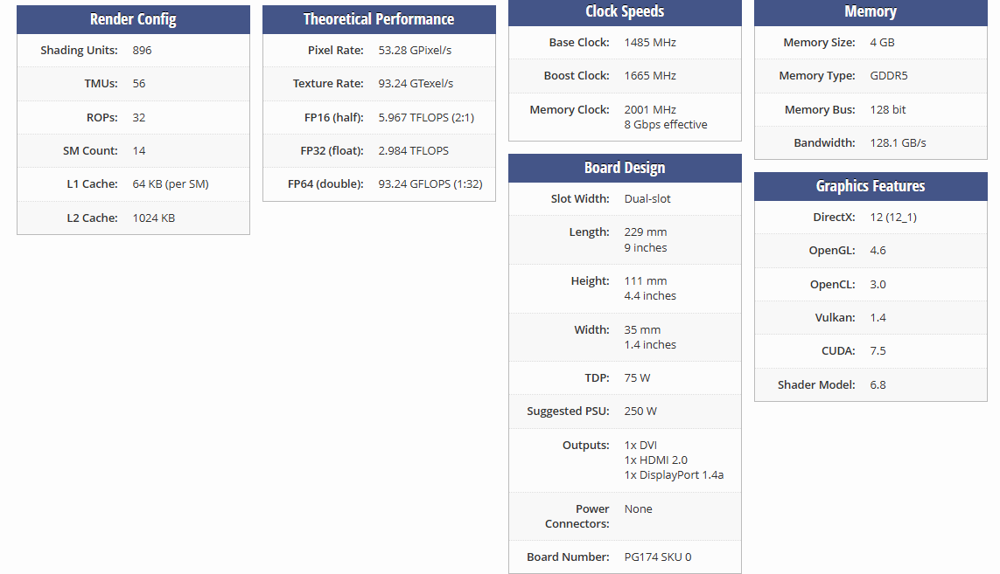 Render Config
Shading Units: 896
TMUs: 56
ROPs: 32
SM Count: 14
L1 Cache: 64 KB (per SM)
L2 Cache: 1024 KB
Theoretical Performance
Pixel Rate: 53.28 GPixel/s
Texture Rate: 93.24 GTexel/s
FP16 (half): 5.967 TFLOPS (2:1)
FP32 (float): 2.984 TFLOPS
FP64 (double): 93.24 GFLOPS (1:32)
Clock Speeds
Base Clock: 1485 MHz
Boost Clock: 1665 MHz
Memory Clock: 2001 MHz
8 Gbps effective
Board Design
Slot Width: Dual-slot
Length: 229 mm
9 inches
Height: 111 mm
4.4 inches
Width: 35 mm
1.4 inches
TDP: 75 W
Suggested PSU: 250 W
Outputs: 1x DVI
1x HDMI 2.0
1x DisplayPort 1.4a
Power None
Connectors:
Board Number: PG174 SKU 0
Memory
Memory Size: 4 GB
Memory Type: GDDR5
Memory Bus: 128 bit
Bandwidth: 128.1 GB/s
Graphics Features
DirectX: 12 (12_1)
OpenGL: 4.6
OpenCL: 3.0
Vulkan: 1.4
CUDA: 7.5
Shader Model: 6.8